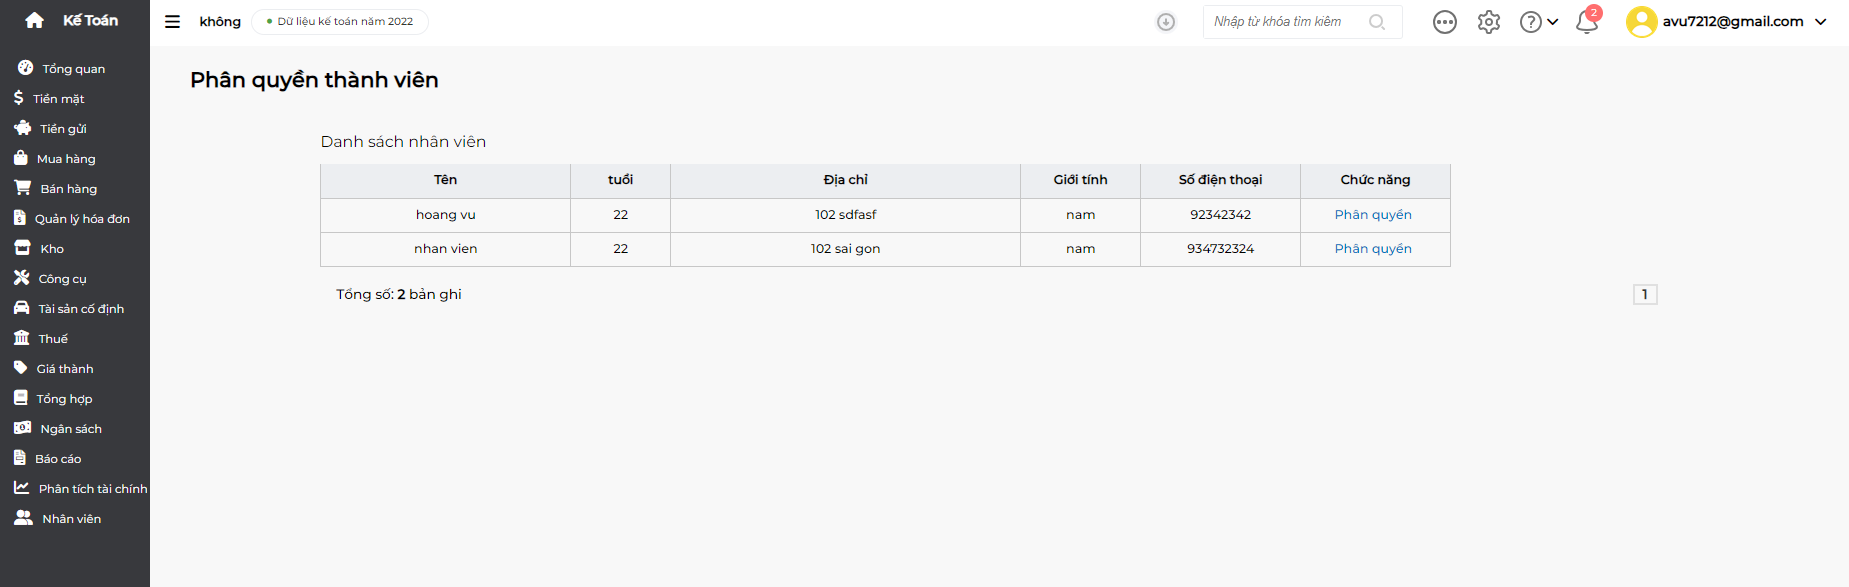 Kế Toán
không
Dữ liệu kế toán năm 2022
Nhập từ khóa tìm kiếm
2
avu7212@gmail.com
Tổng quan
Tiền mặt
Tiền gửi
Mua hàng
Bán hàng
Quản lý hóa đơn
Kho
Công cụ
Tài sản cố định
Thuế
Giá thành
Tổng hợp
Ngân sách
Báo cáo
Phân tích tài chính
Nhân viên
Phân quyền thành viên
Danh sách nhân viên
Tên tuổi Địa chỉ Giới tính Số điện thoại Chức năng
hoang vu 22 102 sdfasf nam 92342342 Phân quyền
nhan vien 22 102 sai gon nam 934732324 Phân quyền
Tổng số: 2 bản ghi
1